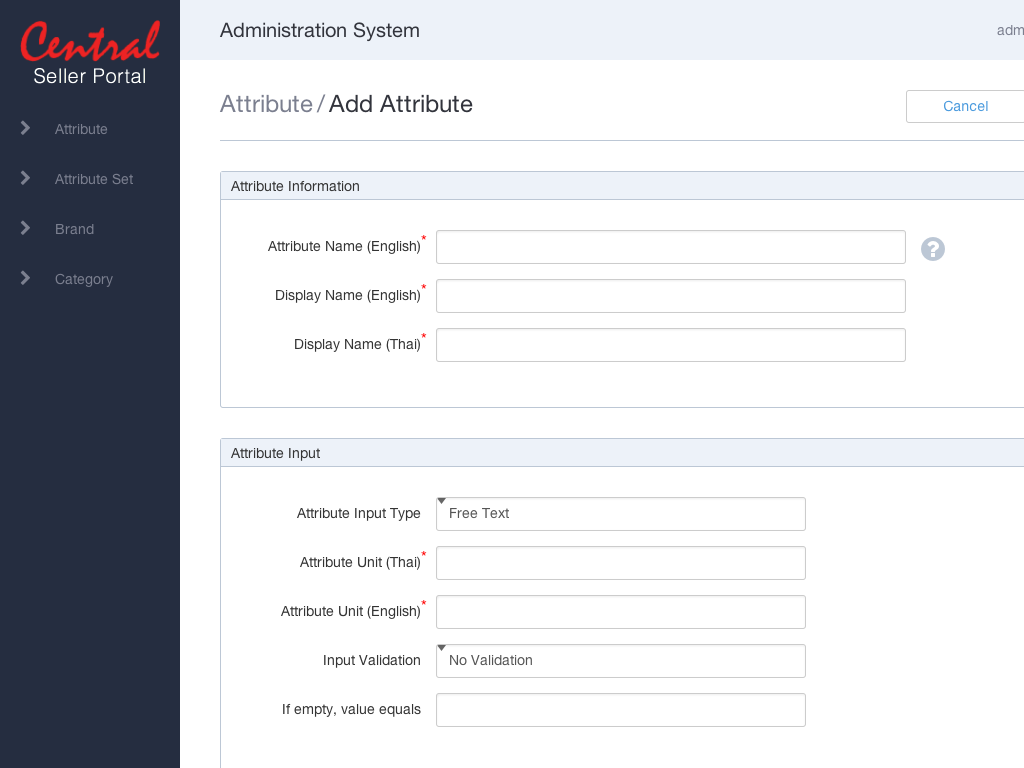 Central
Seller Portal
Attribute
Attribute Set
Brand
Category
Administration System
adm
Attribute / Add Attribute
Cancel
Attribute Information
Attribute Name (English)*
?
Display Name (English)*
Display Name (Thai)*
Attribute Input
Attribute Input Type
Free Text
Attribute Unit (Thai)*
Attribute Unit (English)*
Input Validation
No Validation
If empty, value equals